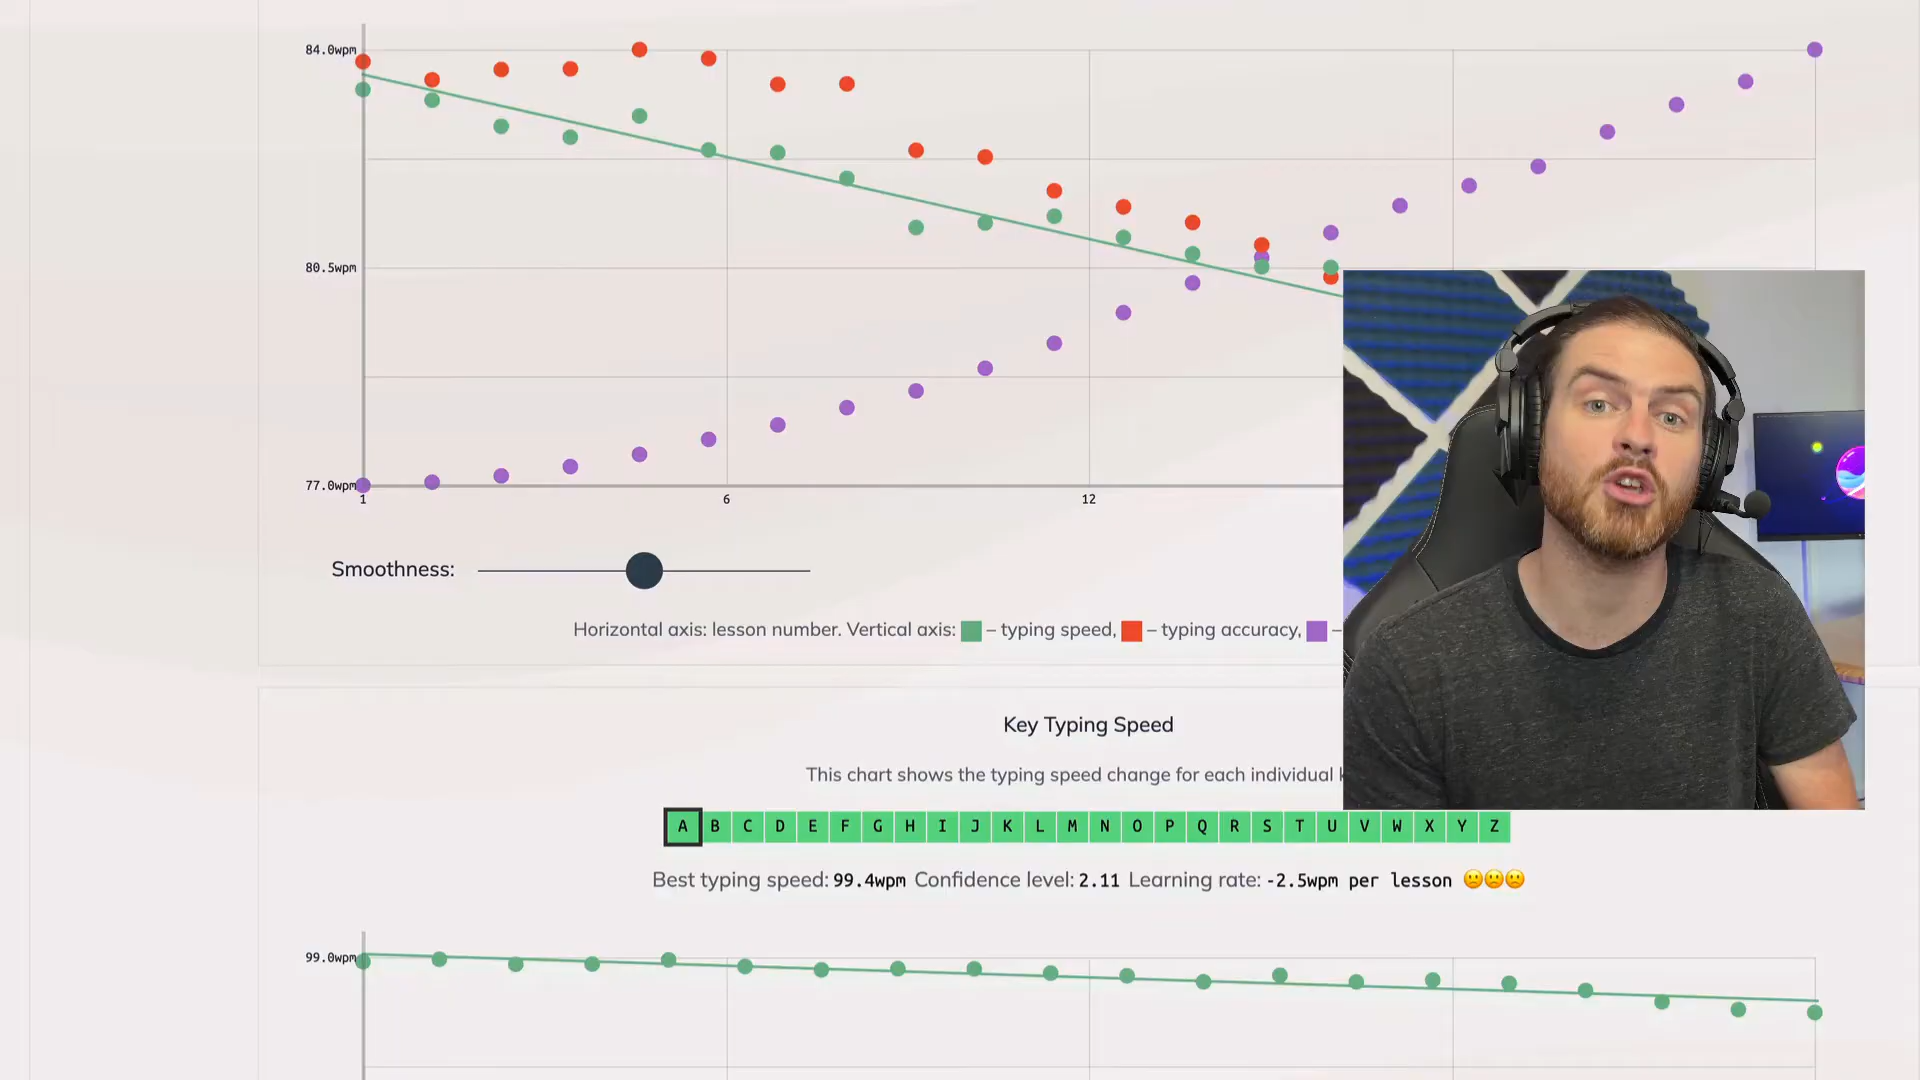 84.0wpm
80.5wpm
77.0wpm
1 6 12
Smoothness:
Horizontal axis: lesson number. Vertical axis: – typing speed, – typing accuracy, –
Key Typing Speed
This chart shows the typing speed change for each individual
A B C D E F G H I J K L M N O P Q R S T U V W X Y Z
Best typing speed: 99.4wpm Confidence level: 2.11 Learning rate: -2.5wpm per lesson
99.0wpm